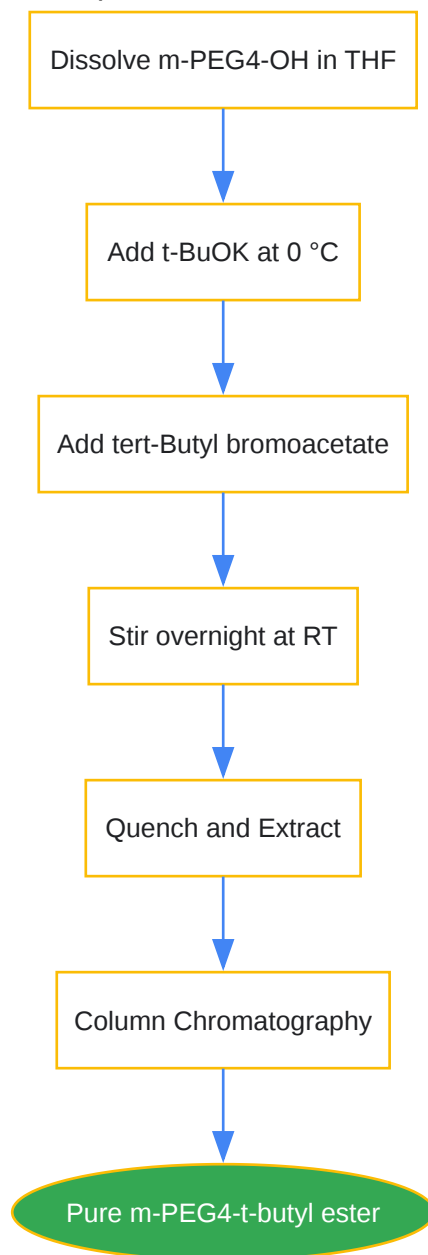 Dissolve m-PEG4-OH in THF
Add t-BuOK at 0 °C
Add tert-Butyl bromoacetate
Stir overnight at RT
Quench and Extract
Column Chromatography
Pure m-PEG4-t-butyl ester